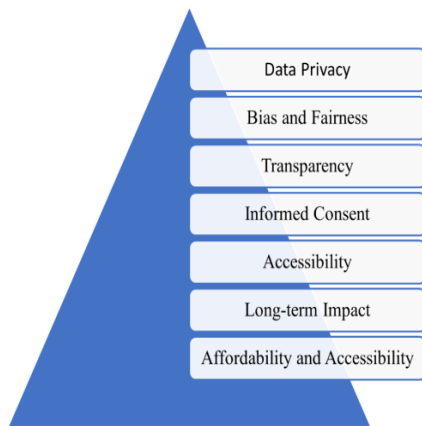 Data Privacy
Bias and Fairness
Transparency
Informed Consent
Accessibility
Long-term Impact
Affordability and Accessibility